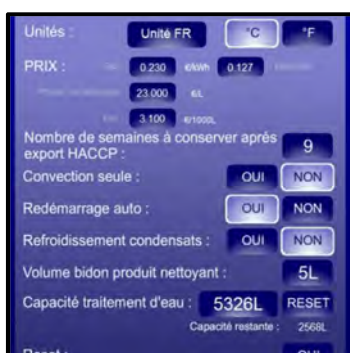 Unités : Unité FR °C °F
PRIX : 0.230 €/kWh 0.127
23.000 €/L
3.100 €/1000L
Nombre de semaines à conserver après
export HACCP : 9
Convection seule : OUI NON
Redémarrage auto : OUI NON
Refroidissement condensats : OUI NON
Volume bidon produit nettoyant : 5L
Capacité traitement d'eau : 5326L RESET
Capacité restante : 2568L